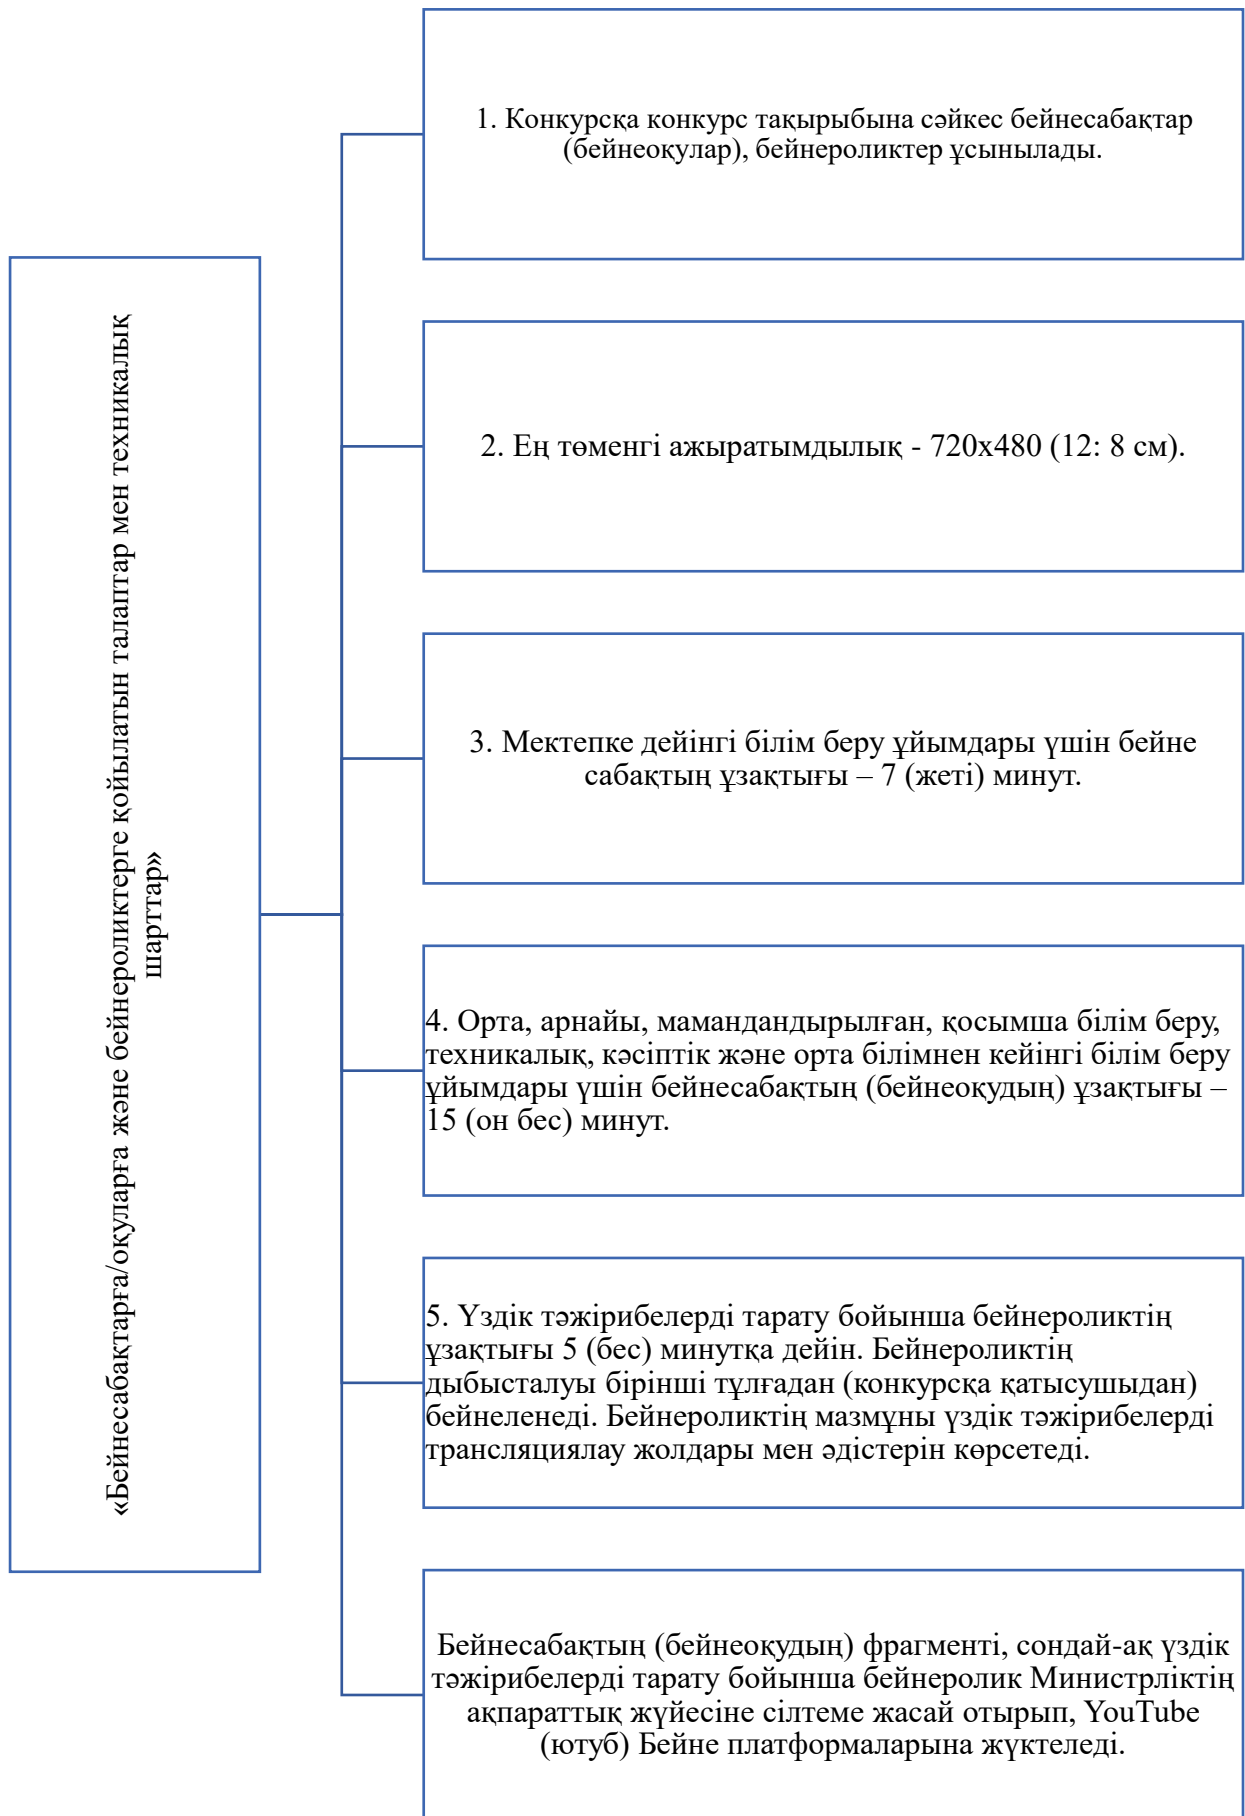 «Бейнесабақтарға/оқуларға және бейнероликтерге қойылатын талаптар мен техникалық
шарттар»
1. Конкурсқа конкурс тақырыбына сәйкес бейнесабақтар
(бейнеоқулар), бейнероликтер ұсынылады.
2. Ең төменгі ажыратымдылық - 720x480 (12: 8 см).
3. Мектепке дейінгі білім беру ұйымдары үшін бейне
сабақтың ұзақтығы – 7 (жеті) минут.
4. Орта, арнайы, мамандандырылған, қосымша білім беру,
техникалық, кәсіптік және орта білімнен кейінгі білім беру
ұйымдары үшін бейнесабақтың (бейнеоқудың) ұзақтығы –
15 (он бес) минут.
5. Үздік тәжірибелерді тарату бойынша бейнероликтің
ұзақтығы 5 (бес) минутқа дейін. Бейнероликтің
дыбысталуы бірінші тұлғадан (конкурсқа қатысушыдан)
бейнеленеді. Бейнероликтің мазмұны үздік тәжірибелерді
трансляциялау жолдары мен әдістерін көрсетеді.
Бейнесабақтың (бейнеоқудың) фрагменті, сондай-ақ үздік
тәжірибелерді тарату бойынша бейнеролик Министрліктің
ақпараттық жүйесіне сілтеме жасай отырып, YouTube
(ютуб) Бейне платформаларына жүктеледі.